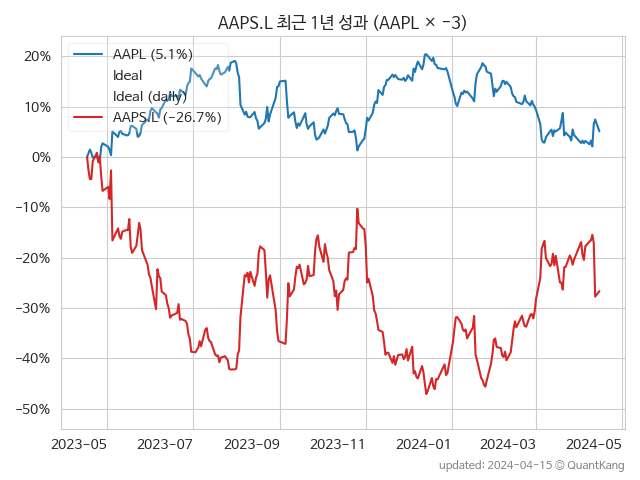 AAPS.L 최근 1년 성과 (AAPL × -3)
AAPL (5.1%)
Ideal
Ideal (daily)
AAPS.L (-26.7%)
20%
10%
0%
-10%
-20%
-30%
-40%
-50%
2023-05 2023-07 2023-09 2023-11 2024-01 2024-03 2024-05
updated: 2024-04-15 © QuantKang